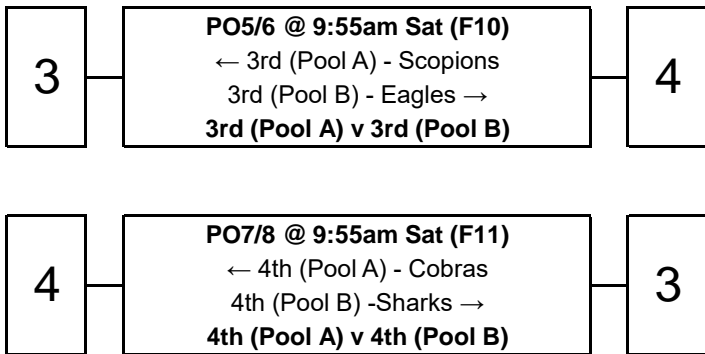 PO5/6 @ 9:55am Sat (F10)
← 3rd (Pool A) - Scopions
3 4
3rd (Pool B) - Eagles →
3rd (Pool A) v 3rd (Pool B)
PO7/8 @ 9:55am Sat (F11)
← 4th (Pool A) - Cobras
4 3
4th (Pool B) -Sharks →
4th (Pool A) v 4th (Pool B)